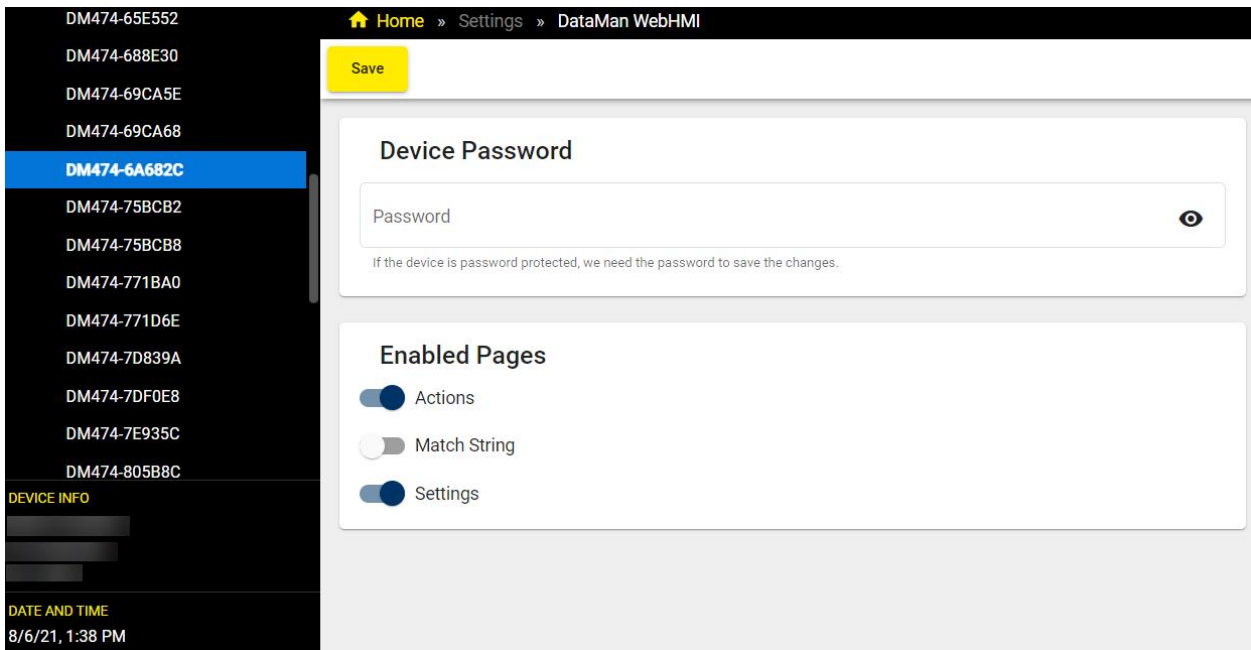 DM474-65E552
DM474-688E30
DM474-69CA5E
DM474-69CA68
DM474-6A682C
DM474-75BCB2
DM474-75BCB8
DM474-771BA0
DM474-771D6E
DM474-7D839A
DM474-7DF0E8
DM474-7E935C
DM474-805B8C
DEVICE INFO
DATE AND TIME
8/6/21, 1:38 PM
Home » Settings » DataMan WebHMI
Save
Device Password
Password
If the device is password protected, we need the password to save the changes.
Enabled Pages
Actions
Match String
Settings